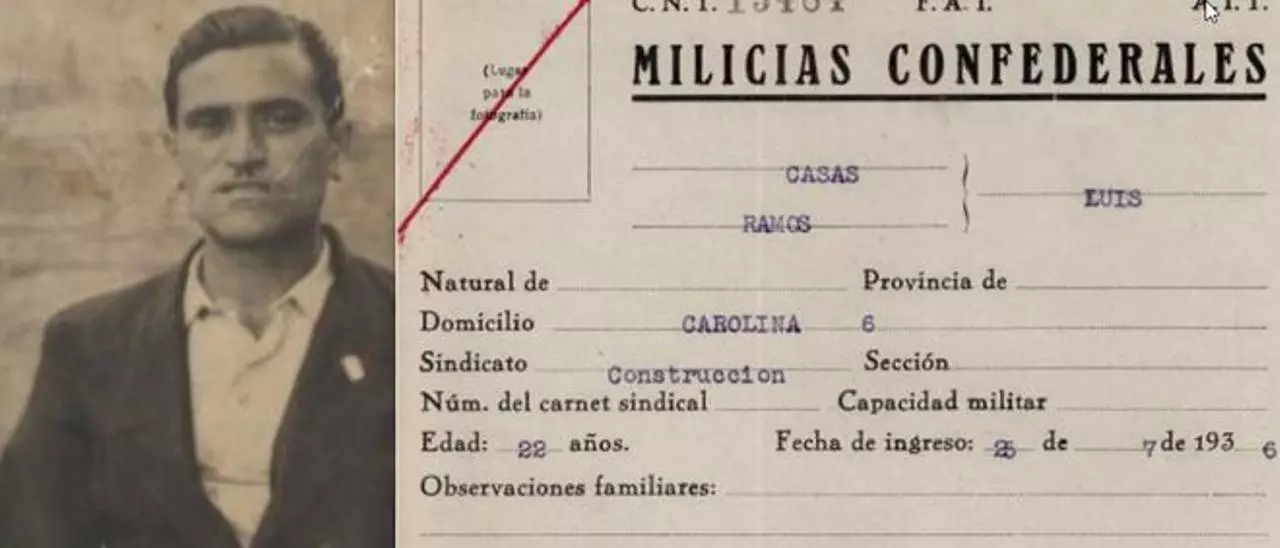 C. N. T. F. A. I. A. I. T.
(Lugar
para la
fotografía)
MILICIAS CONFEDERALES
CASAS
LUIS
RAMOS
Natural de Provincia de
Domicilio CAROLINA 6
Sindicato Construccion Sección
Núm. del carnet sindical Capacidad militar
Edad: 22 años. Fecha de ingreso: 25 de 7 de 193 6
Observaciones familiares: